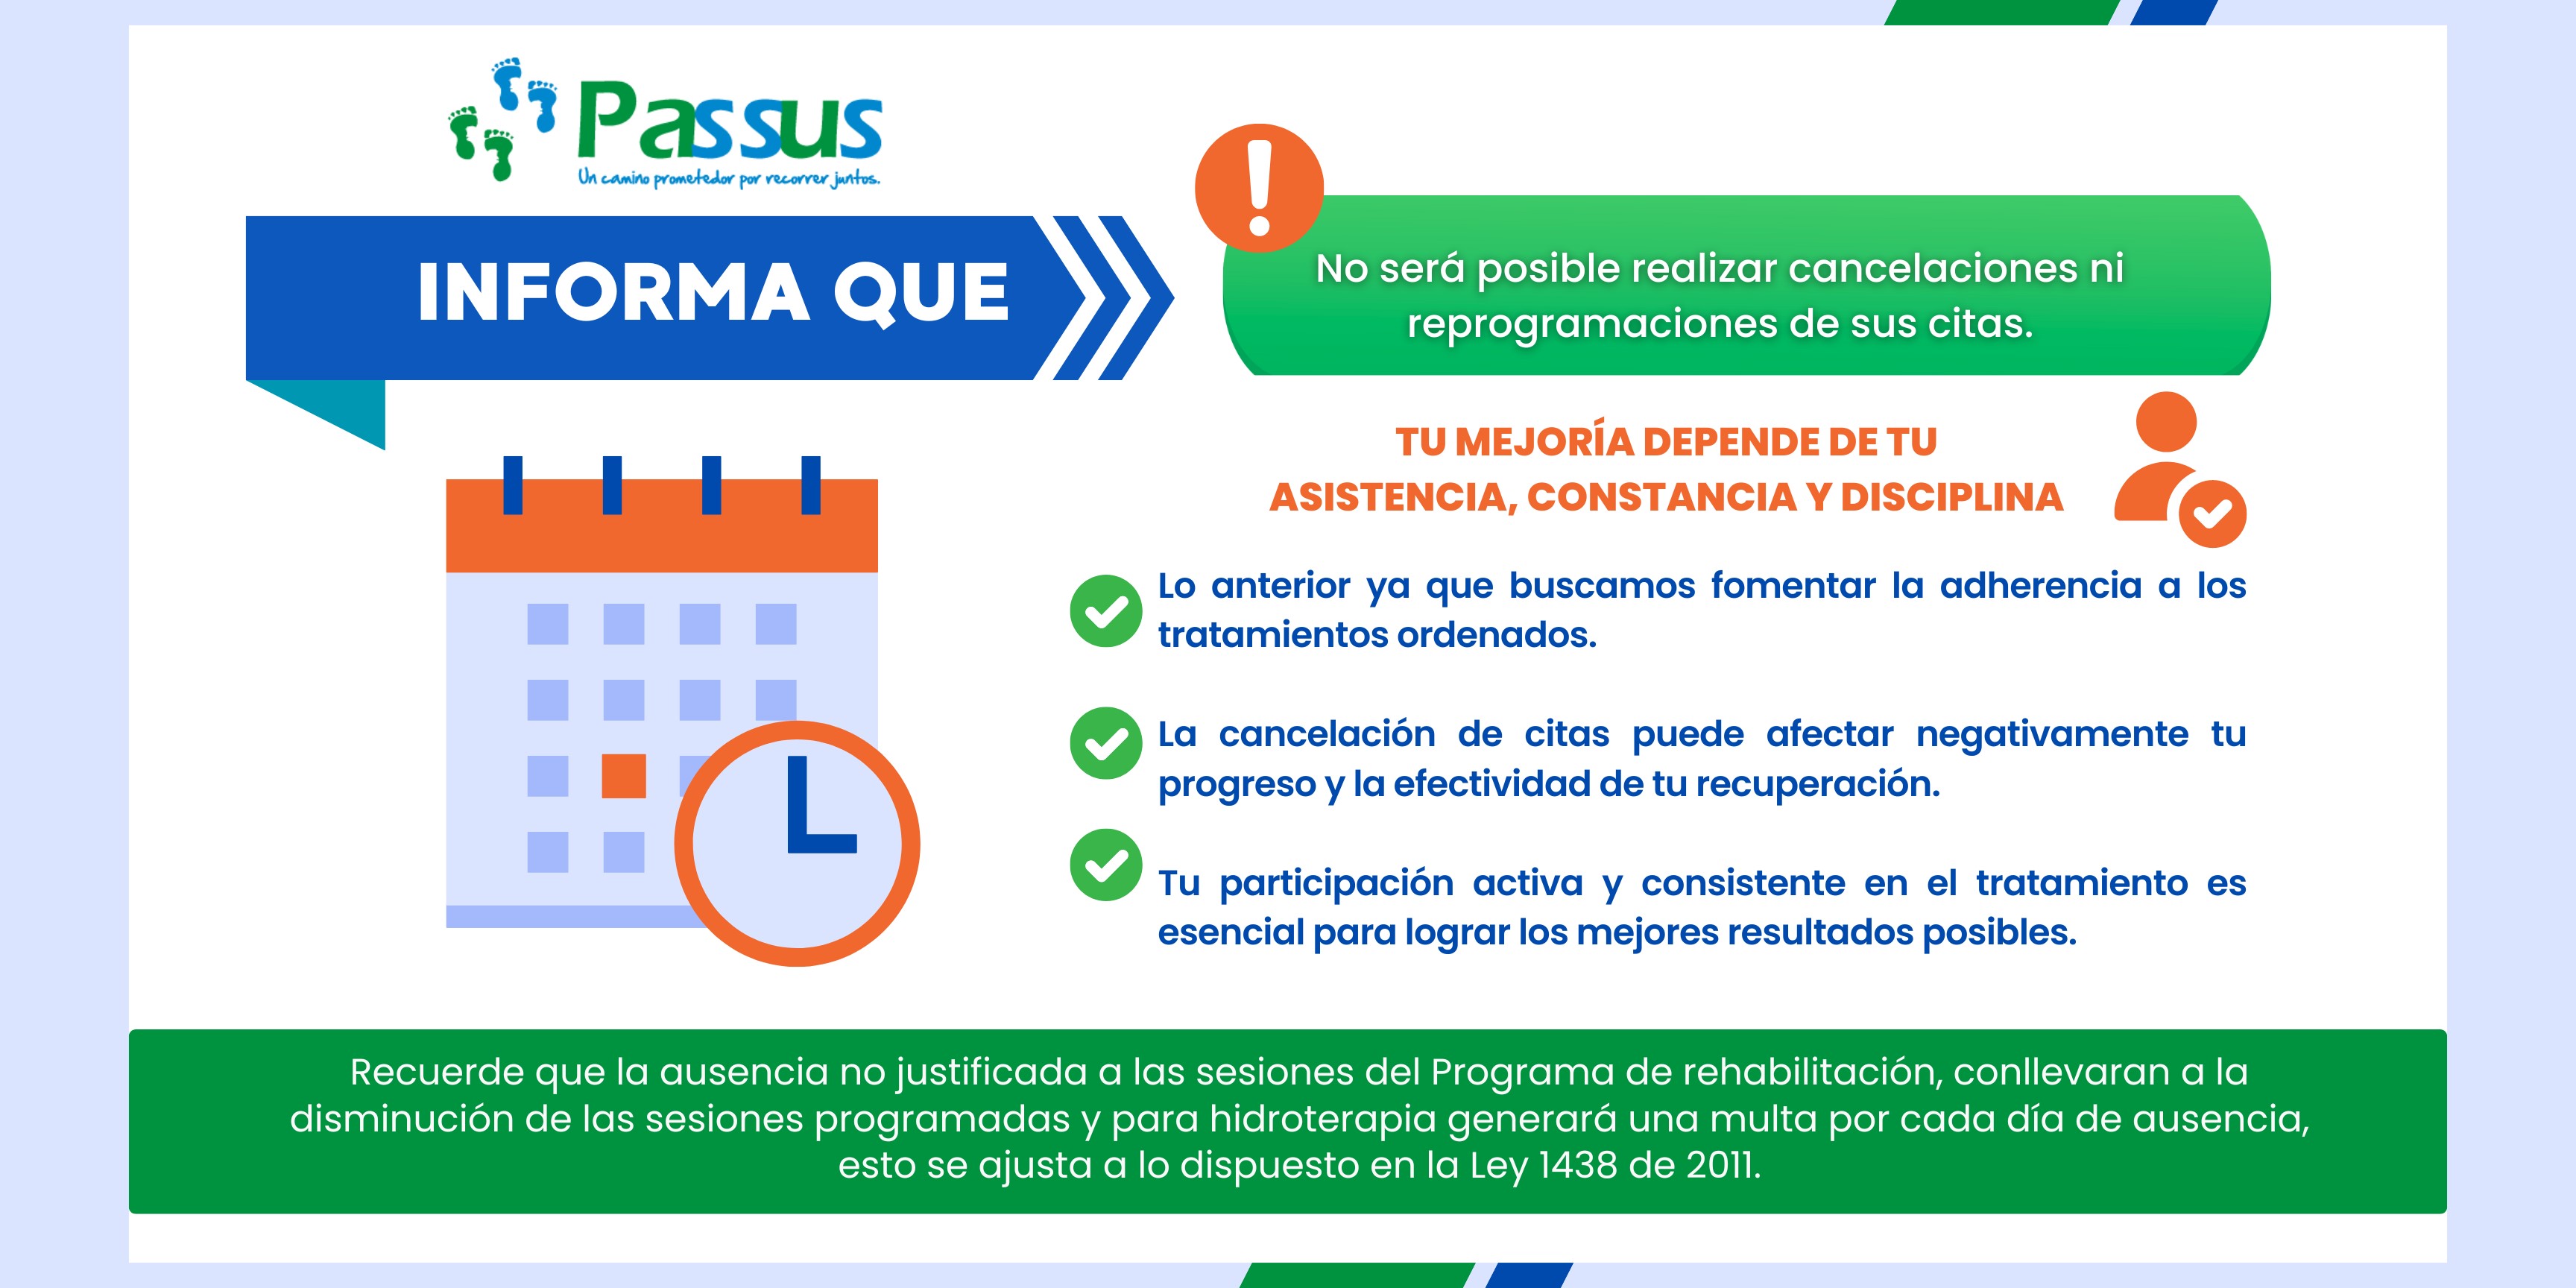 Passus
Un camino prometedor por recorrer juntos.
INFORMA QUE
No será posible realizar cancelaciones ni
reprogramaciones de sus citas.
TU MEJORÍA DEPENDE DE TU
ASISTENCIA, CONSTANCIA Y DISCIPLINA
Lo anterior ya que buscamos fomentar la adherencia a los
tratamientos ordenados.
La cancelación de citas puede afectar negativamente tu
progreso y la efectividad de tu recuperación.
Tu participación activa y consistente en el tratamiento es
esencial para lograr los mejores resultados posibles.
Recuerde que la ausencia no justificada a las sesiones del Programa de rehabilitación, conllevaran a la
disminución de las sesiones programadas y para hidroterapia generará una multa por cada día de ausencia,
esto se ajusta a lo dispuesto en la Ley 1438 de 2011.